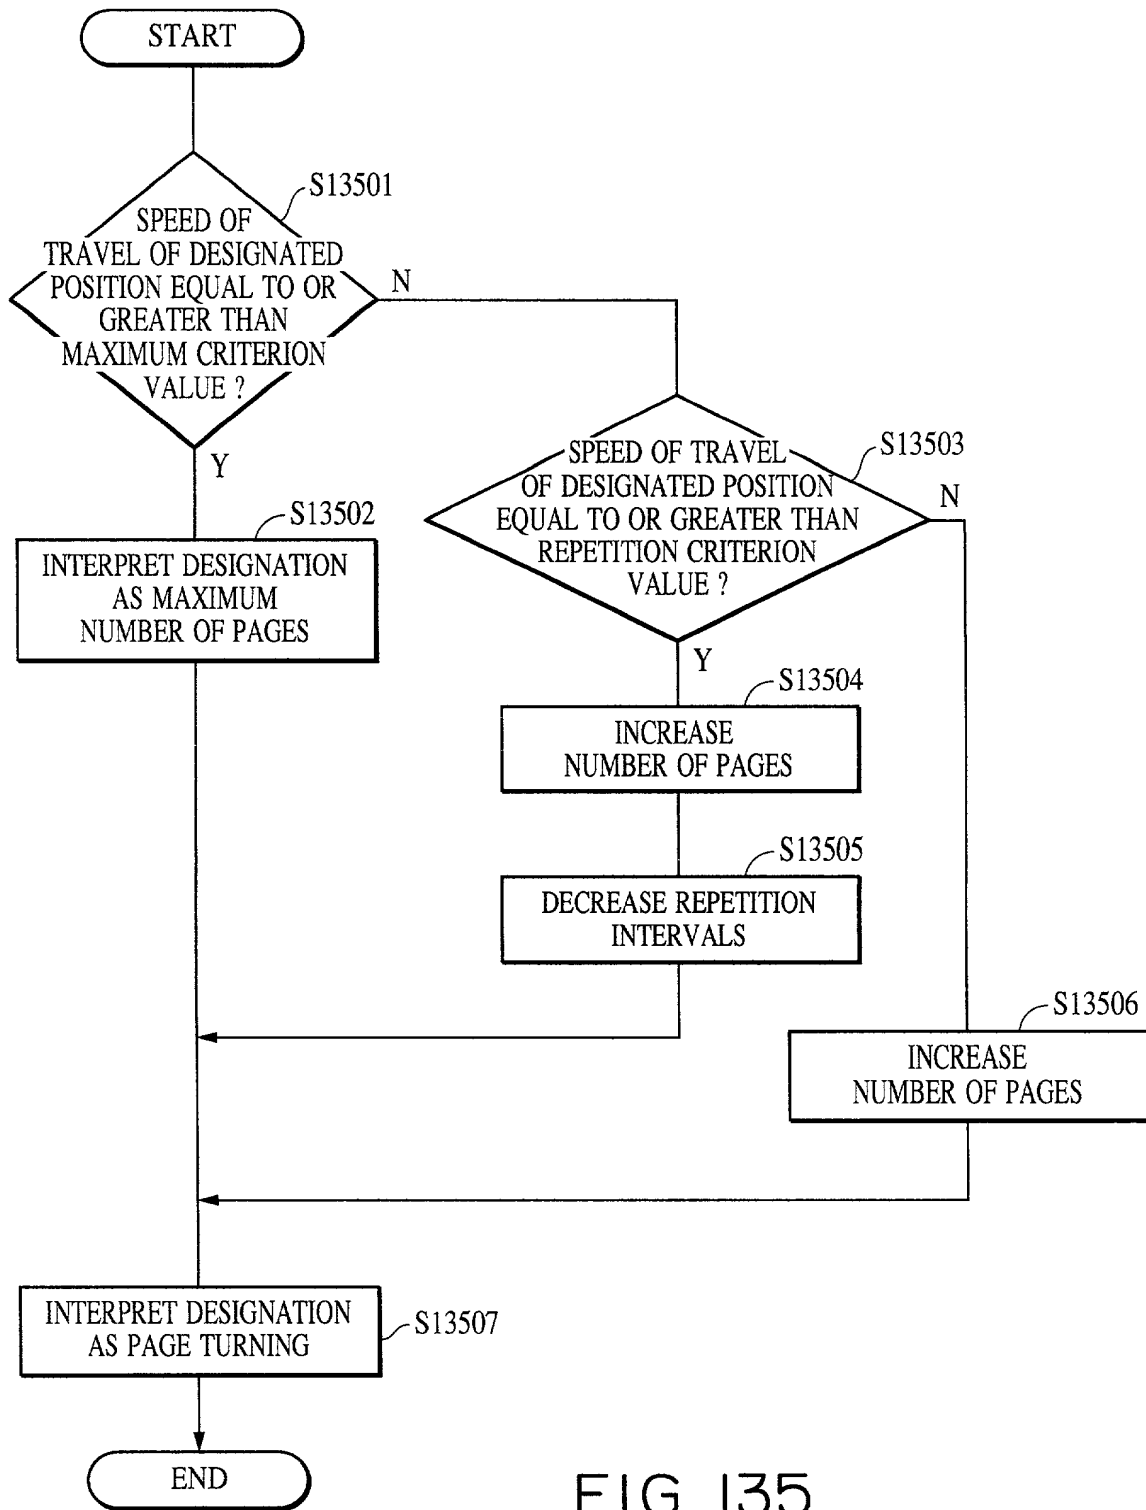 START
S13501
SPEED OF
TRAVEL OF DESIGNATED
POSITION EQUAL TO OR
GREATER THAN
MAXIMUM CRITERION
VALUE ?
N
Y
S13502
INTERPRET DESIGNATION
AS MAXIMUM
NUMBER OF PAGES
S13503
SPEED OF TRAVEL
OF DESIGNATED POSITION
EQUAL TO OR GREATER THAN
REPETITION CRITERION
VALUE ?
N
Y
S13504
INCREASE
NUMBER OF PAGES
S13505
DECREASE REPETITION
INTERVALS
S13506
INCREASE
NUMBER OF PAGES
INTERPRET DESIGNATION
AS PAGE TURNING
S13507
END
FIG. 135